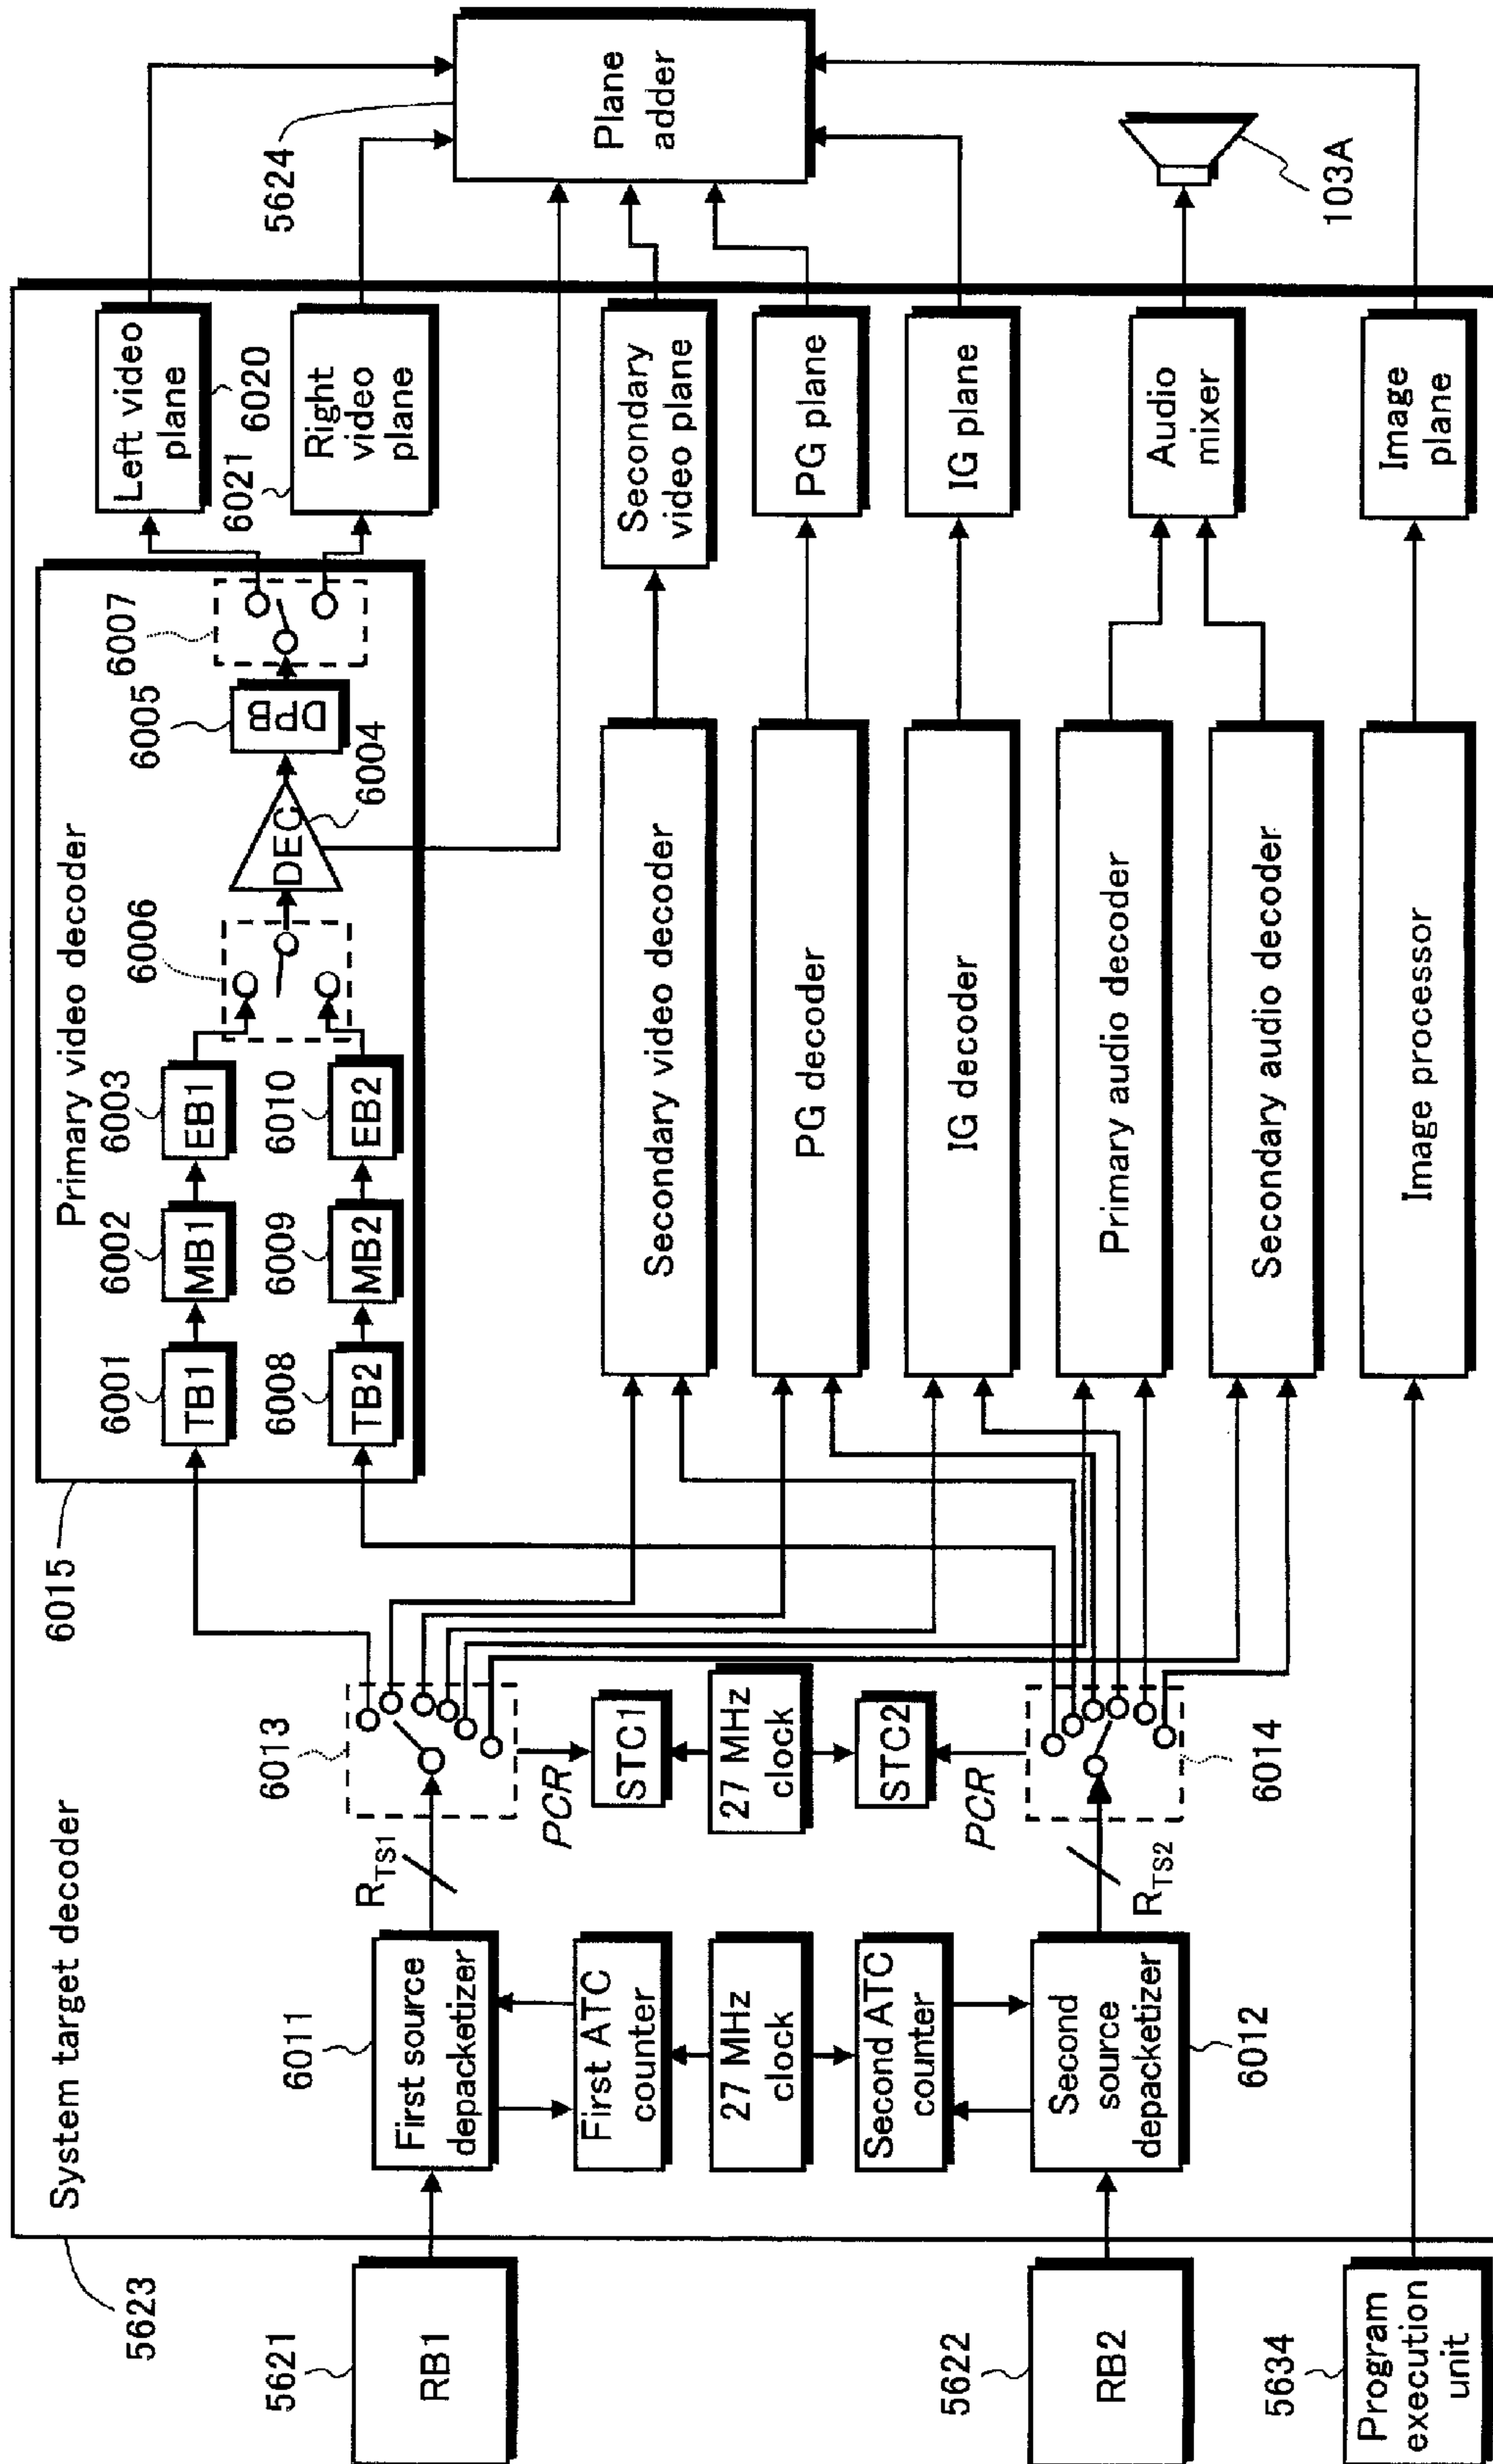 System target decoder
5623
5621
RB1
5622
RB2
5634
Program
execution
unit
6011
First source
depacketizer
First ATC
counter
27 MHz
clock
Second ATC
counter
Second
source
depacketizer
6012
RTS1
RTS2
6013
PCR
STC1
27 MHz
clock
STC2
PCR
6014
6015
Primary video decoder
6001
TB1
6002
MB1
6003
EB1
6008
TB2
6009
MB2
6010
EB2
6006
DEC
6004
6005
DPB
6007
Left video
plane
6020
6021
Right
video
plane
Secondary video decoder
Secondary
video plane
PG decoder
PG plane
IG decoder
IG plane
Primary audio decoder
Secondary audio decoder
Audio
mixer
Image processor
Image
plane
5624
Plane
adder
103A